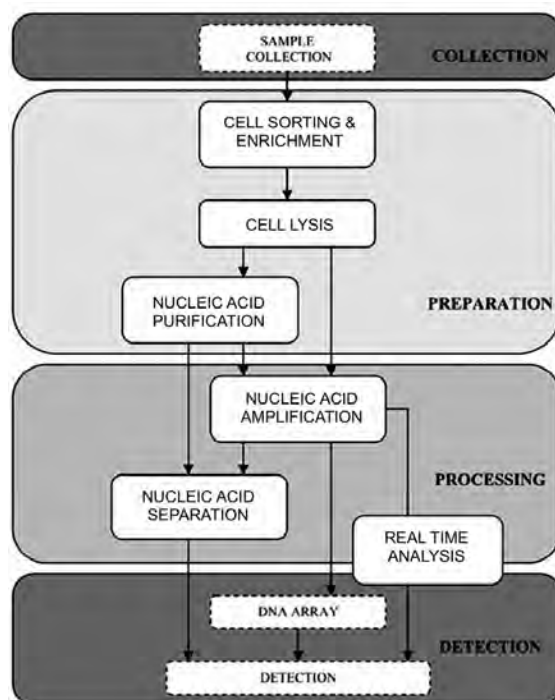 SAMPLE
COLLECTION
COLLECTION
CELL SORTING &
ENRICHMENT
CELL LYSIS
NUCLEIC ACID
PURIFICATION
PREPARATION
NUCLEIC ACID
AMPLIFICATION
PROCESSING
NUCLEIC ACID
SEPARATION
REAL TIME
ANALYSIS
DNA ARRAY
DETECTION
DETECTION